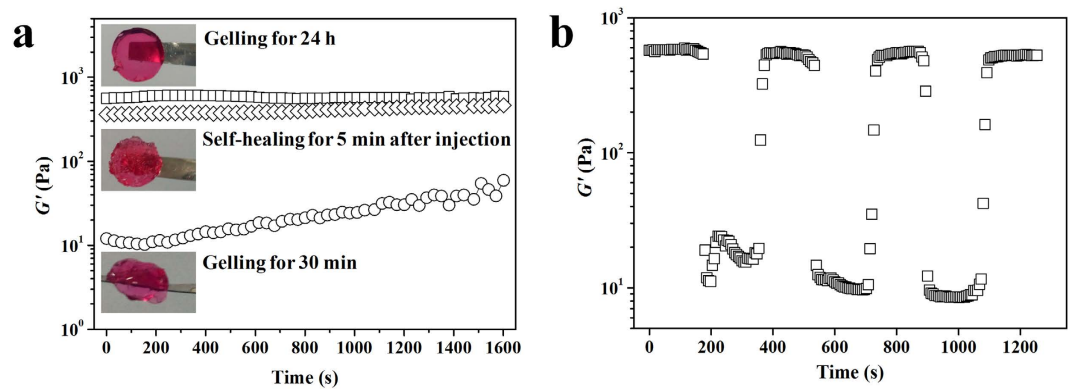 a
Gelling for 24 h
Self-healing for 5 min after injection
Gelling for 30 min
10³
10²
10¹
10⁰
G' (Pa)
0 200 400 600 800 1000 1200 1400 1600
Time (s)
b
10³
10²
10¹
G' (Pa)
0 200 400 600 800 1000 1200
Time (s)